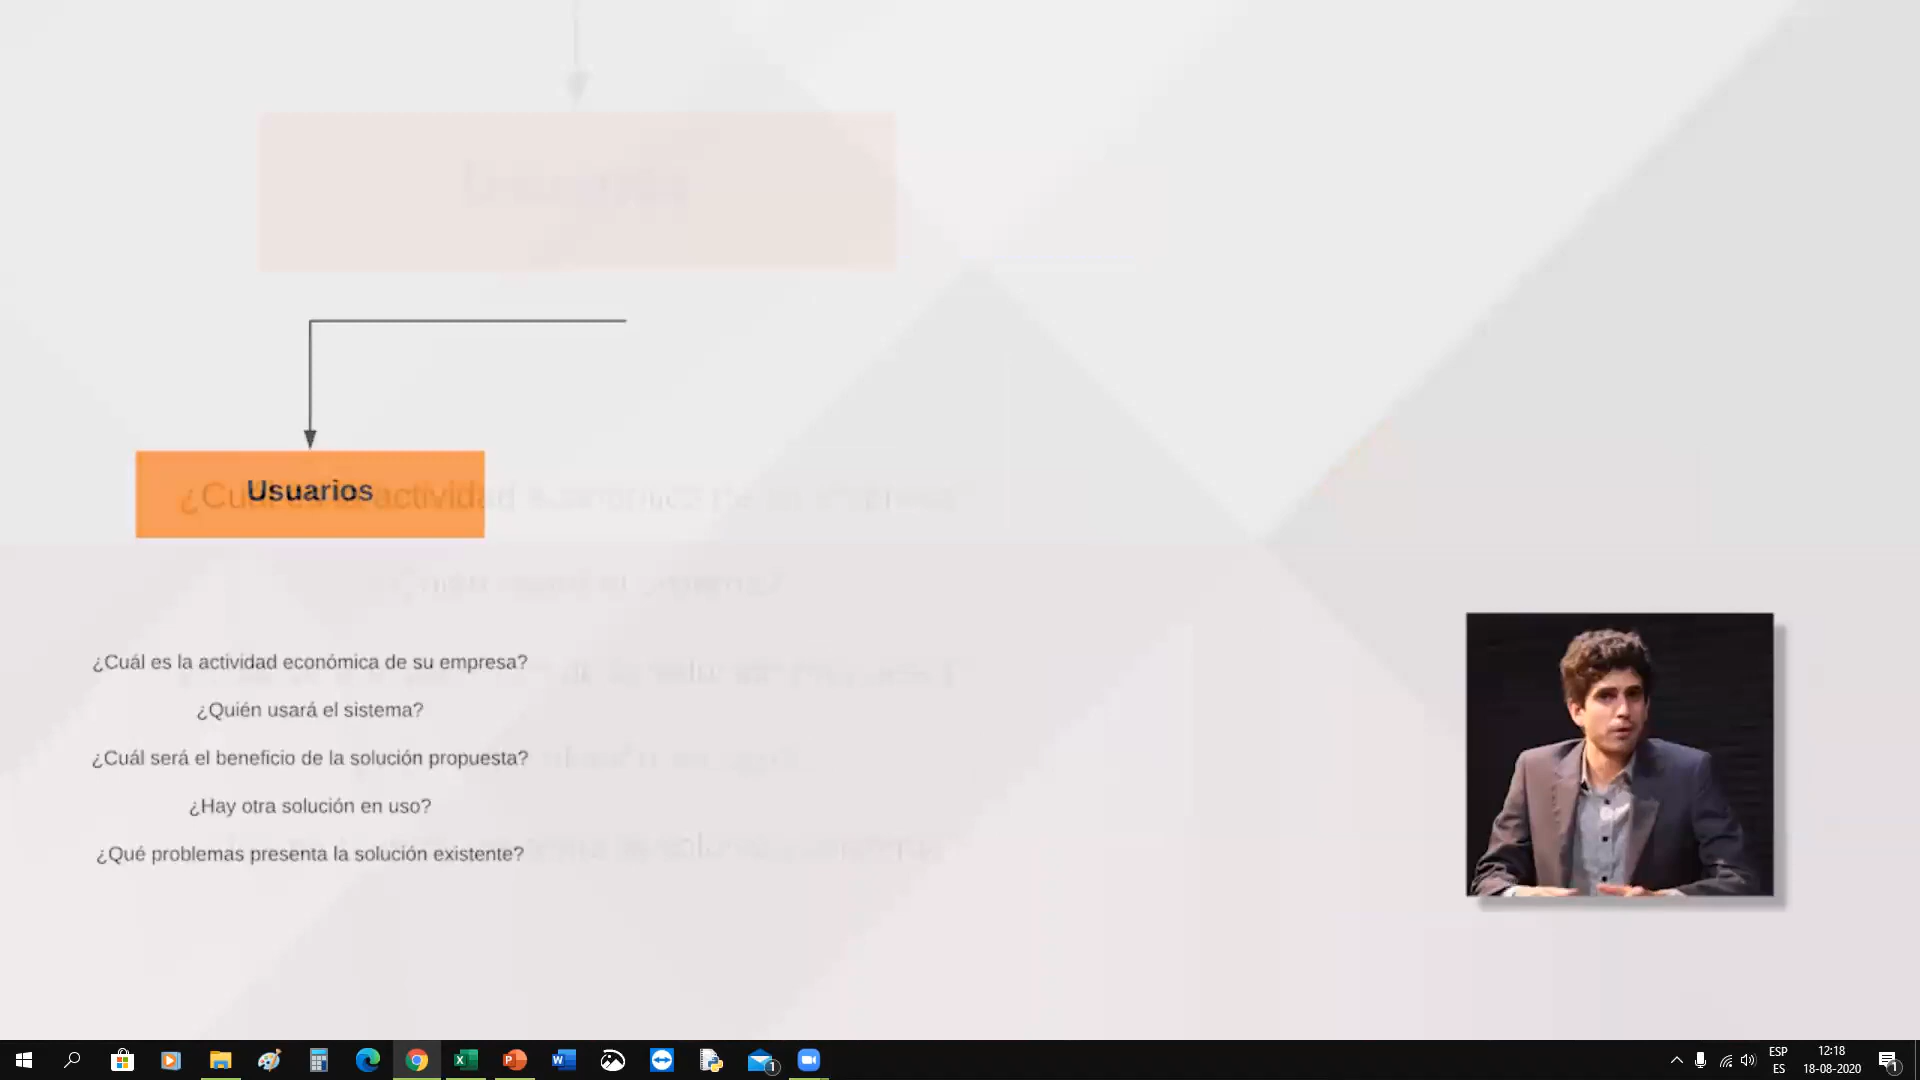 Usuarios
¿Cuál es la actividad económica de su empresa?
¿Quién usará el sistema?
¿Cuál será el beneficio de la solución propuesta?
¿Hay otra solución en uso?
¿Qué problemas presenta la solución existente?
ESP
12:18
ES
18-08-2020